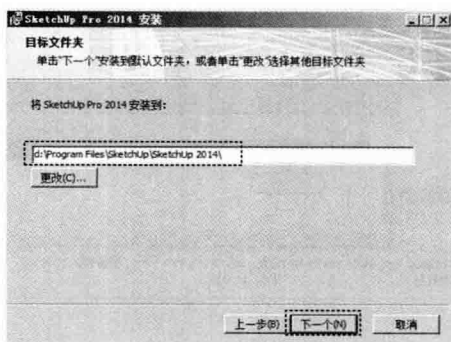 SketchUp Pro 2014 安装
目标文件夹
单击"下一个"安装到默认文件夹，或者单击"更改"选择其他目标文件夹
将 SketchUp Pro 2014 安装到：
d:\Program Files\SketchUp\SketchUp 2014\
更改(C)...
上一步(B) 下一个(N) 取消